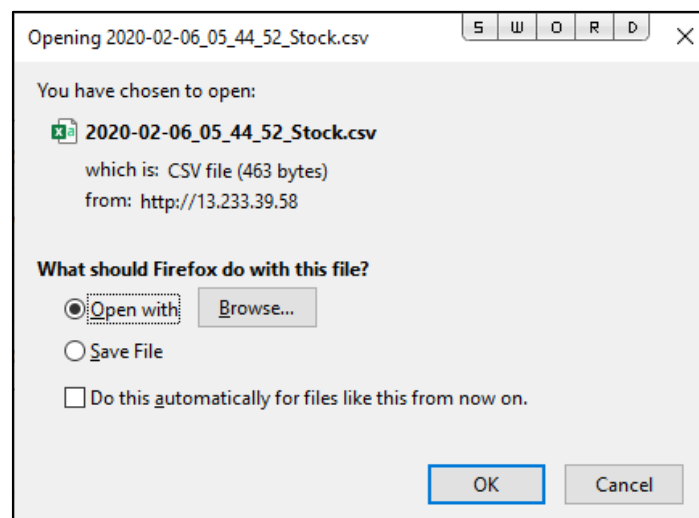 Opening 2020-02-06_05_44_52_Stock.csv
S W O R D
You have chosen to open:
2020-02-06_05_44_52_Stock.csv
which is: CSV file (463 bytes)
from: http://13.233.39.58
What should Firefox do with this file?
Open with Browse...
Save File
Do this automatically for files like this from now on.
OK Cancel